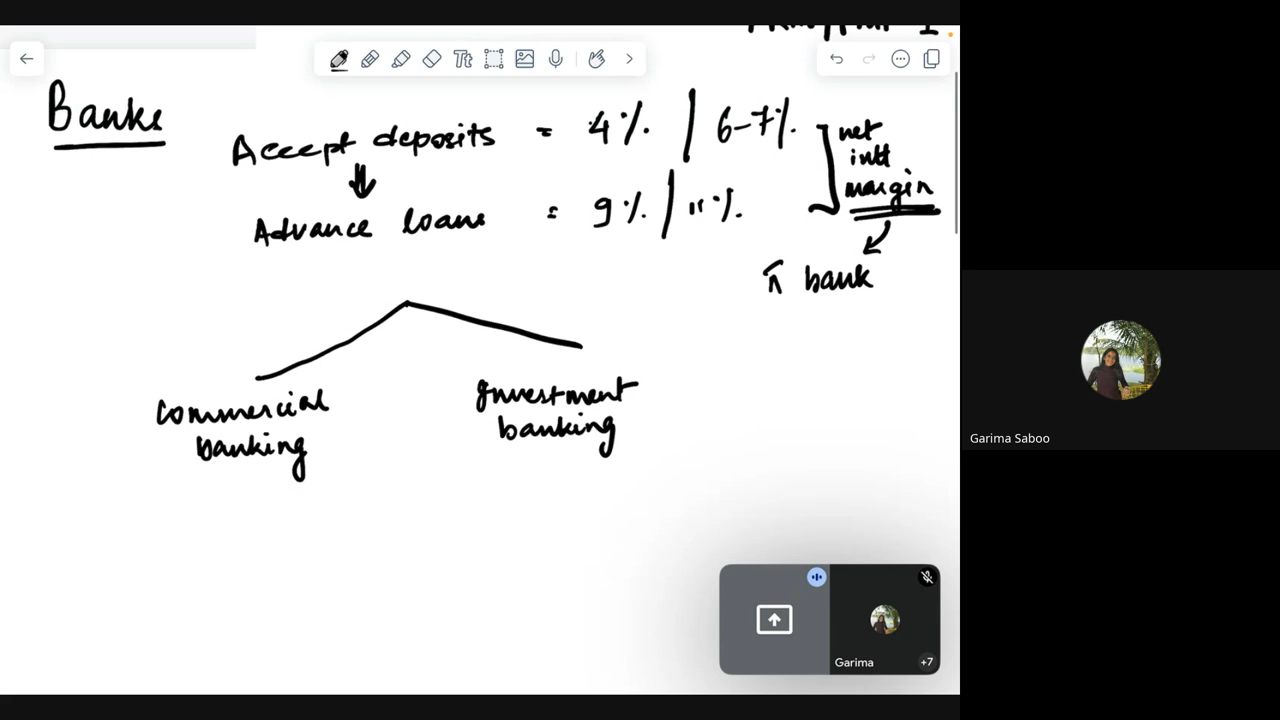 Banks
Accept deposits = 4% | 6-7%.
net
intt
margin
Advance loans = 9% | 11%.
π bank
Commercial
banking
Investment
banking
Tt
Garima Saboo
Garima
+7